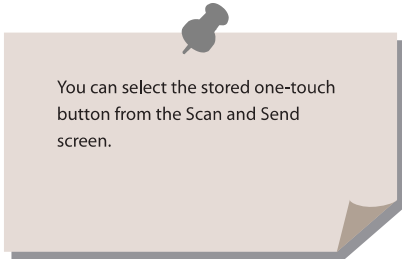 You can select the stored one-touch
button from the Scan and Send
screen.